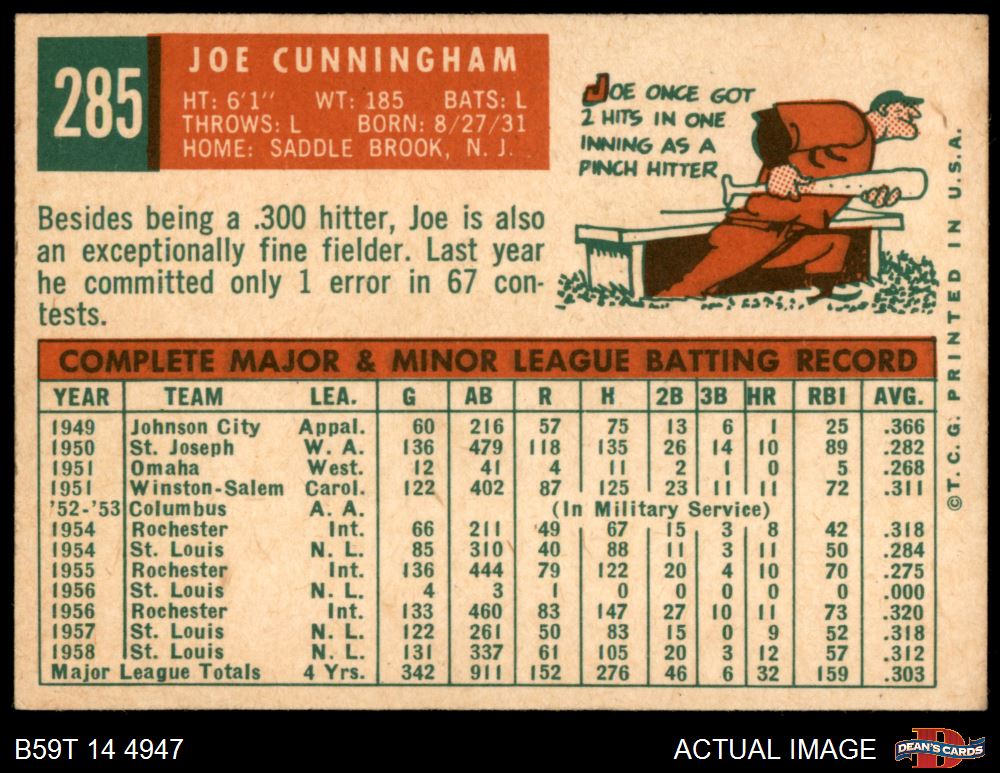 285
JOE CUNNINGHAM
HT: 6'1" WT: 185 BATS: L
THROWS: L BORN: 8/27/31
HOME: SADDLE BROOK, N. J.
JOE ONCE GOT
2 HITS IN ONE
INNING AS A
PINCH HITTER
Besides being a .300 hitter, Joe is also
an exceptionally fine fielder. Last year
he committed only 1 error in 67 con-
tests.
COMPLETE MAJOR & MINOR LEAGUE BATTING RECORD
YEAR TEAM LEA. G AB R H 2B 3B HR RBI AVG.
1949 Johnson City Appal. 60 216 57 75 13 6 1 25 .366
1950 St. Joseph W. A. 136 479 118 135 26 14 10 89 .282
1951 Omaha West. 12 41 4 11 2 1 0 5 .268
1951 Winston-Salem Carol. 122 402 87 125 23 11 11 72 .311
'52-'53 Columbus A. A. (In Military Service)
1954 Rochester Int. 66 211 49 67 15 3 8 42 .318
1954 St. Louis N. L. 85 310 40 88 11 3 11 50 .284
1955 Rochester Int. 136 444 79 122 20 4 10 70 .275
1956 St. Louis N. L. 4 3 1 0 0 0 0 0 .000
1956 Rochester Int. 133 460 83 147 27 10 11 73 .320
1957 St. Louis N. L. 122 261 50 83 15 0 9 52 .318
1958 St. Louis N. L. 131 337 61 105 20 3 12 57 .312
Major League Totals 4 Yrs. 342 911 152 276 46 6 32 159 .303
©T. C. G. PRINTED IN U.S.A.
B59T 14 4947
ACTUAL IMAGE
DEAN'S CARDS